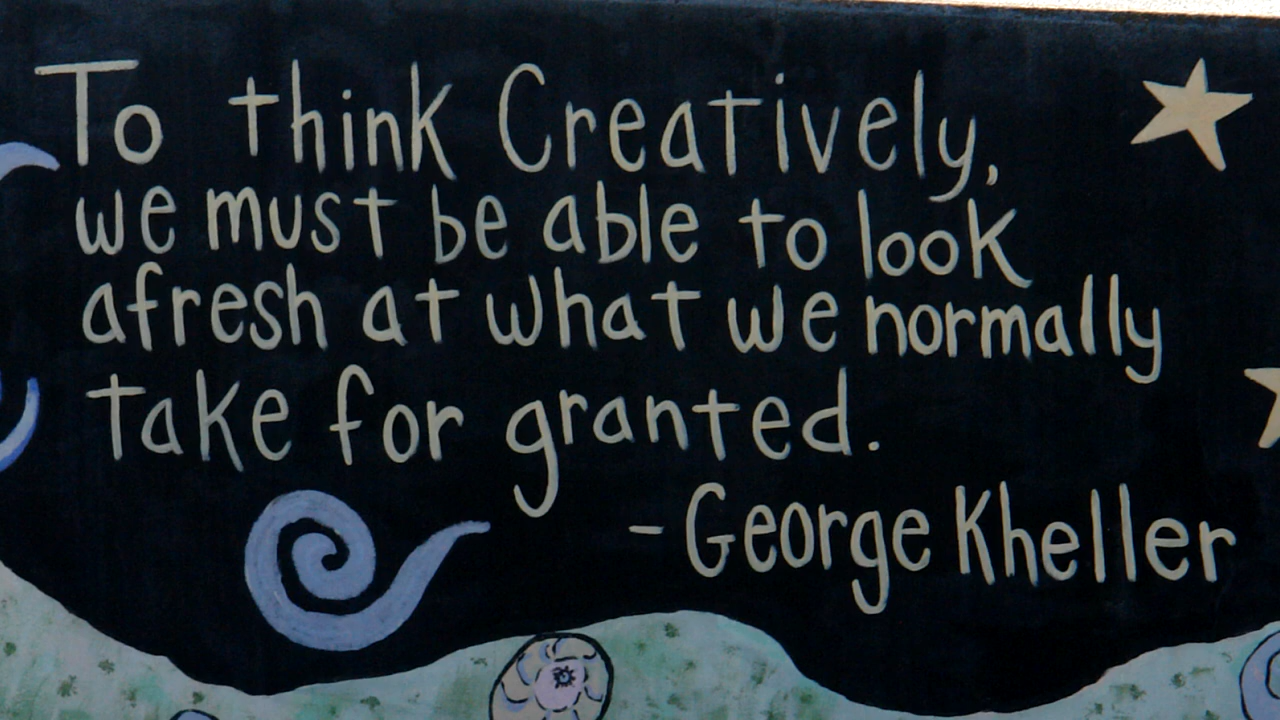 To think Creatively,
we must be able to look
afresh at what we normally
take for granted.
- George Kheller